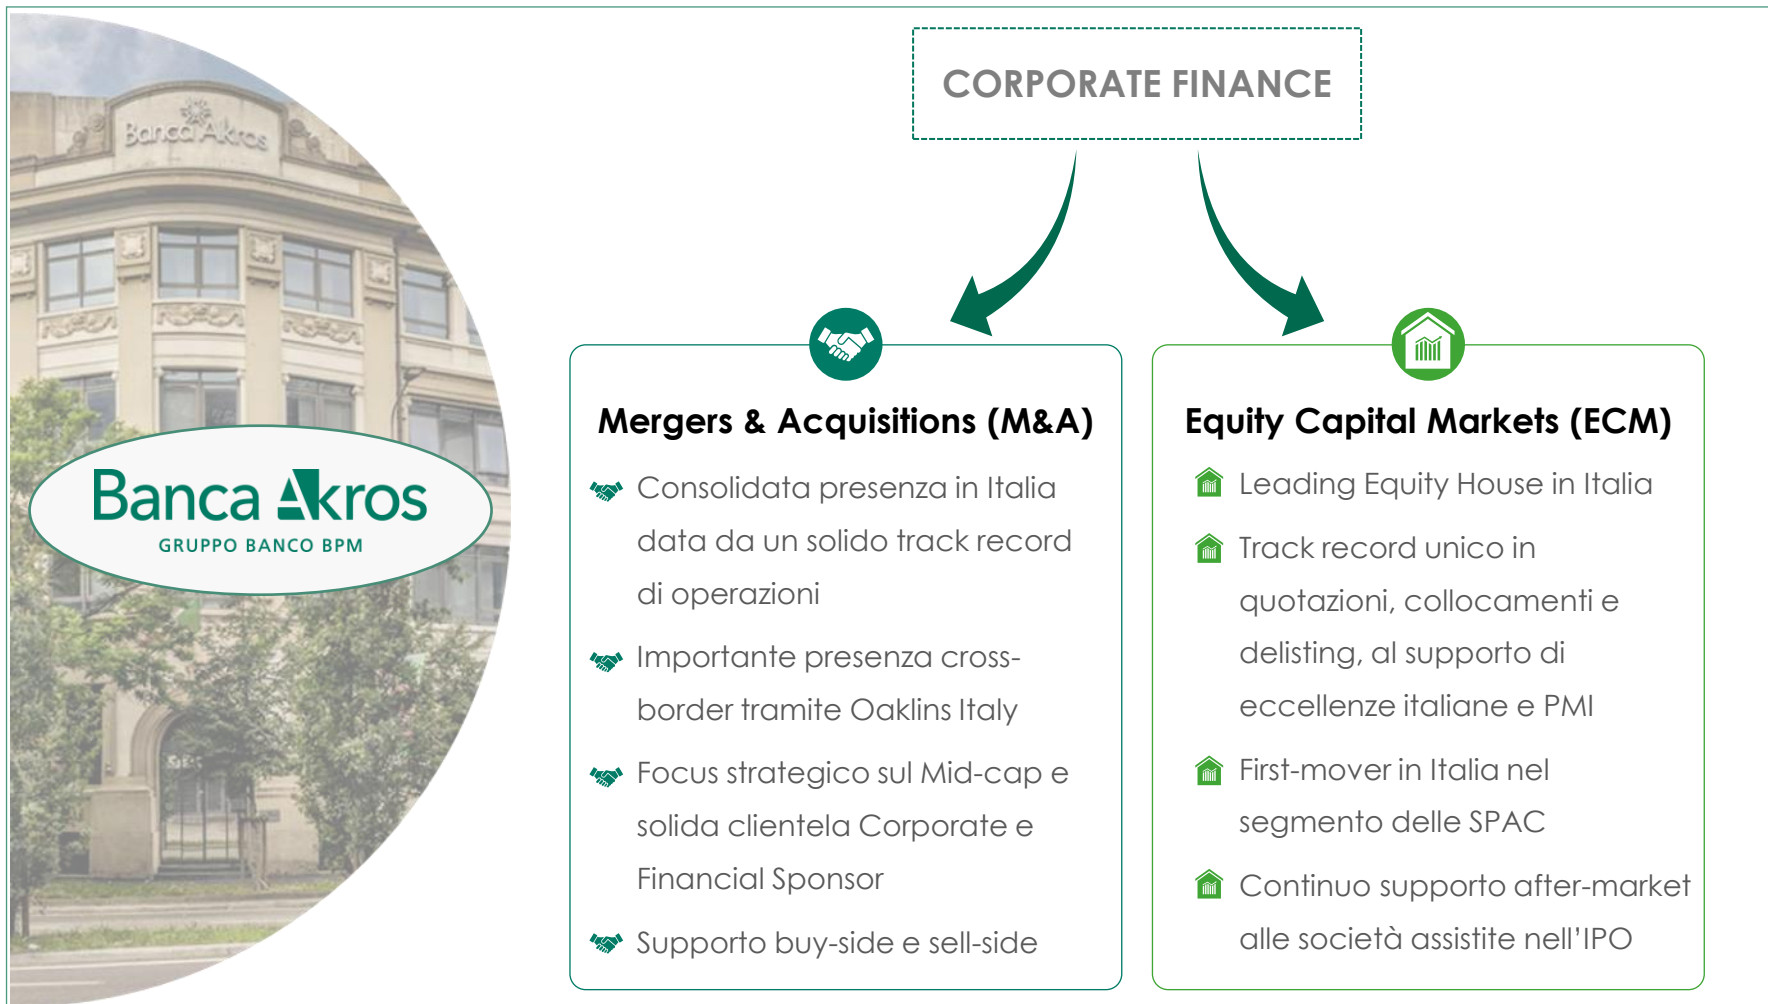 CORPORATE FINANCE
Banca Akros
Banca Akros
GRUPPO BANCO BPM
Mergers & Acquisitions (M&A)
Consolidata presenza in Italia
data da un solido track record
di operazioni
Importante presenza cross-
border tramite Oaklins Italy
Focus strategico sul Mid-cap e
solida clientela Corporate e
Financial Sponsor
Supporto buy-side e sell-side
Equity Capital Markets (ECM)
Leading Equity House in Italia
Track record unico in
quotazioni, collocamenti e
delisting, al supporto di
eccellenze italiane e PMI
First-mover in Italia nel
segmento delle SPAC
Continuo supporto after-market
alle società assistite nell’IPO